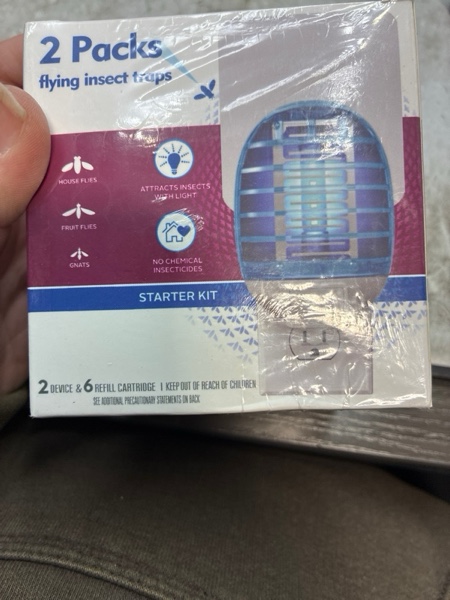 2 Packs
flying insect traps
HOUSE FLIES
ATTRACTS INSECTS
WITH LIGHT
FRUIT FLIES
GNATS
NO CHEMICAL
INSECTICIDES
STARTER KIT
2 DEVICE & 6 REFILL CARTRIDGE | KEEP OUT OF REACH OF CHILDREN
SEE ADDITIONAL PRECAUTIONARY STATEMENTS ON BACK